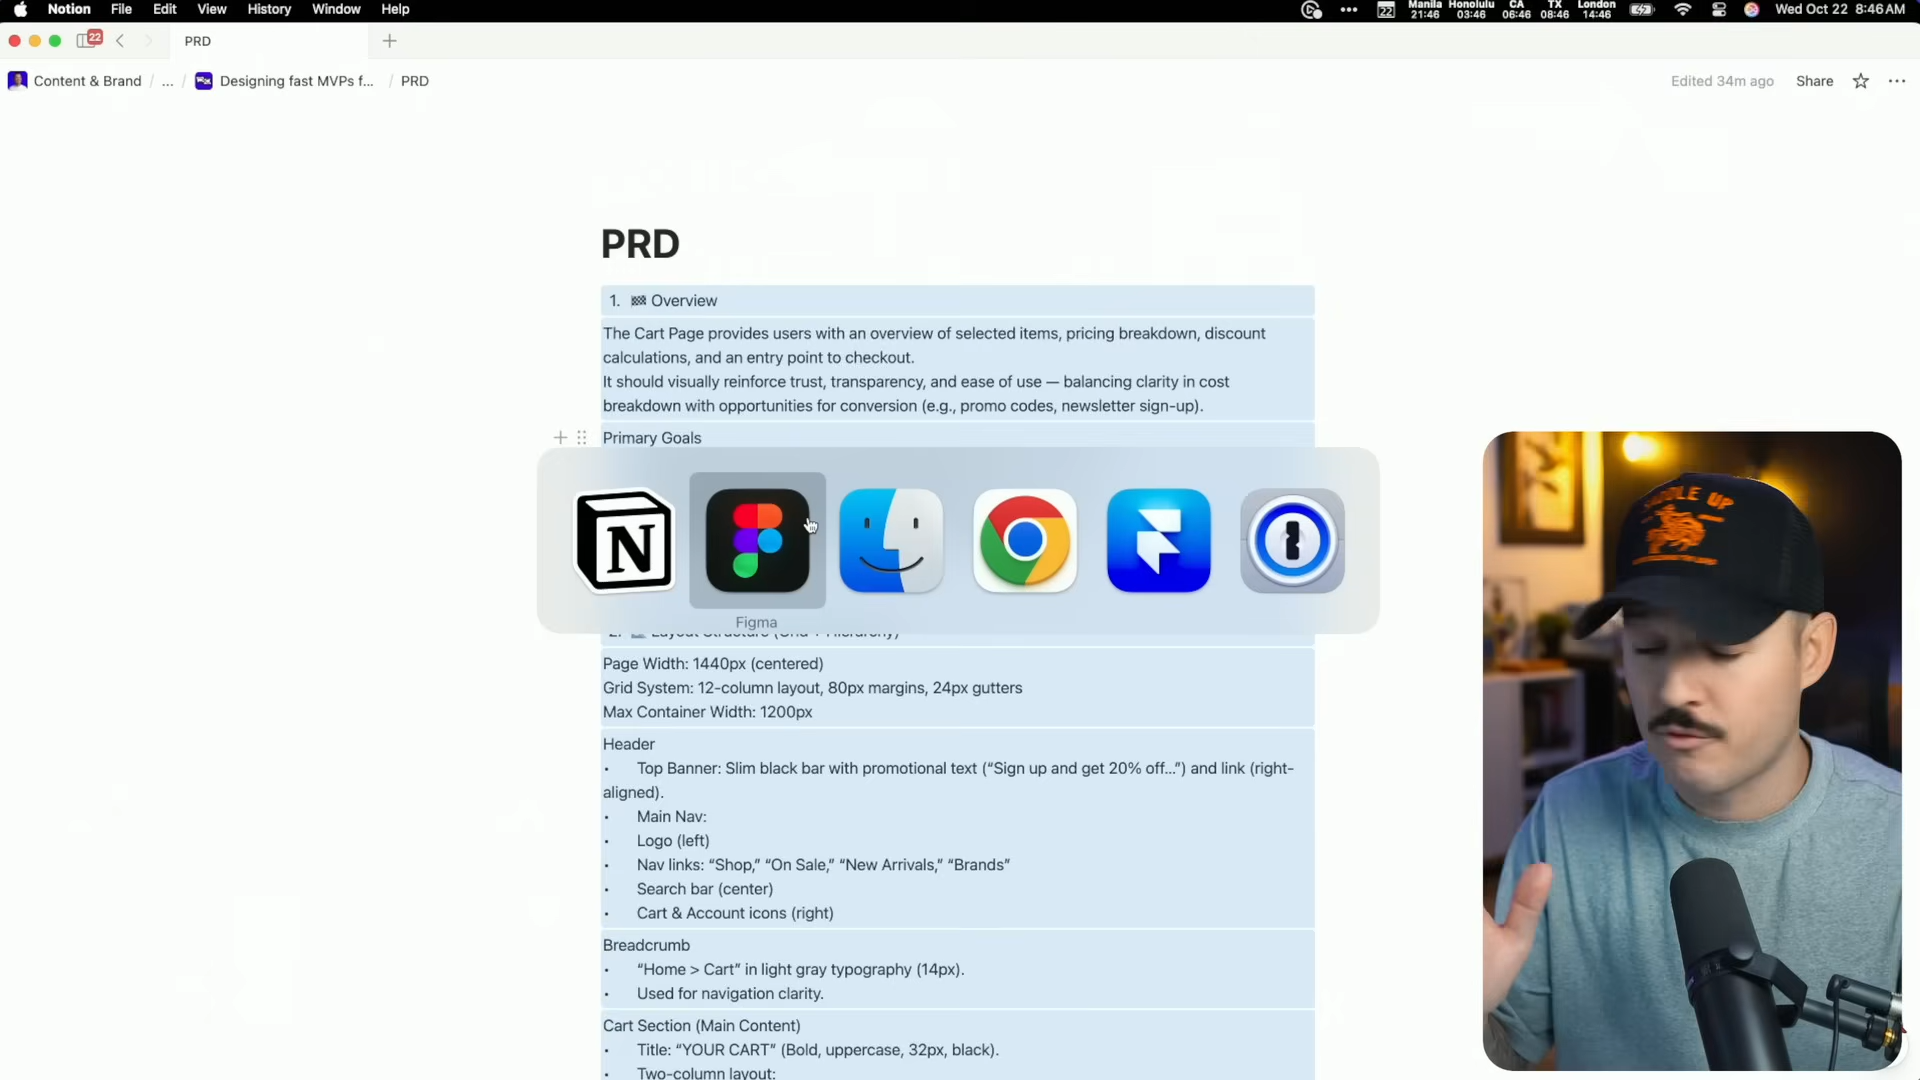 Notion File Edit View History Window Help
22 Manila 21:46 Honolulu 03:46 CA 06:46 TX 08:46 London 14:46 Wed Oct 22 8:46 AM
22 PRD
Content & Brand / ... / Designing fast MVPs f... / PRD
Edited 34m ago Share
PRD
1. Overview
The Cart Page provides users with an overview of selected items, pricing breakdown, discount
calculations, and an entry point to checkout.
It should visually reinforce trust, transparency, and ease of use — balancing clarity in cost
breakdown with opportunities for conversion (e.g., promo codes, newsletter sign-up).
Primary Goals
N
Figma
2. Layout Structure (Grid + Hierarchy)
Page Width: 1440px (centered)
Grid System: 12-column layout, 80px margins, 24px gutters
Max Container Width: 1200px
Header
• Top Banner: Slim black bar with promotional text (“Sign up and get 20% off…”) and link (right-
aligned).
• Main Nav:
• Logo (left)
• Nav links: “Shop,” “On Sale,” “New Arrivals,” “Brands”
• Search bar (center)
• Cart & Account icons (right)
Breadcrumb
• “Home > Cart” in light gray typography (14px).
• Used for navigation clarity.
Cart Section (Main Content)
• Title: “YOUR CART” (Bold, uppercase, 32px, black).
• Two-column layout:
SADDLE UP